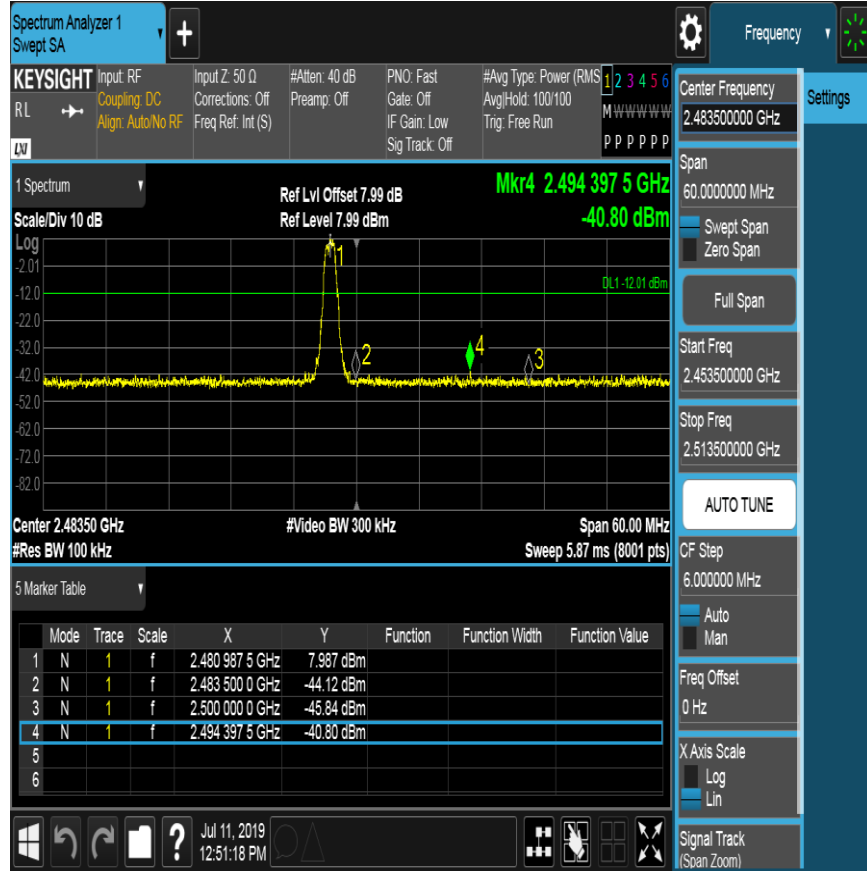 Spectrum Analyzer 1
Swept SA
+
Frequency
KEYSIGHT
RL
LXI
Input: RF
Coupling: DC
Align: Auto/No RF
Input Z: 50 Ω
Corrections: Off
Freq Ref: Int (S)
#Atten: 40 dB
Preamp: Off
PNO: Fast
Gate: Off
IF Gain: Low
Sig Track: Off
#Avg Type: Power (RMS
Avg|Hold: 100/100
Trig: Free Run
1 2 3 4 5 6
M W W W W W
P P P P P P
1 Spectrum
Scale/Div 10 dB
Ref Lvl Offset 7.99 dB
Ref Level 7.99 dBm
Mkr4 2.494 397 5 GHz
-40.80 dBm
Log
-2.01
-12.0
-22.0
-32.0
-42.0
-52.0
-62.0
-72.0
-82.0
1
DL1 -12.01 dBm
2
4
3
Center 2.48350 GHz
#Video BW 300 kHz
Span 60.00 MHz
#Res BW 100 kHz
Sweep 5.87 ms (8001 pts)
5 Marker Table
Mode Trace Scale X Y Function Function Width Function Value
1 N 1 f 2.480 987 5 GHz 7.987 dBm
2 N 1 f 2.483 500 0 GHz -44.12 dBm
3 N 1 f 2.500 000 0 GHz -45.84 dBm
4 N 1 f 2.494 397 5 GHz -40.80 dBm
5
6
?
Jul 11, 2019
12:51:18 PM
Center Frequency
2.483500000 GHz
Span
60.0000000 MHz
Swept Span
Zero Span
Full Span
Start Freq
2.453500000 GHz
Stop Freq
2.513500000 GHz
AUTO TUNE
CF Step
6.000000 MHz
Auto
Man
Freq Offset
0 Hz
X Axis Scale
Log
Lin
Signal Track
(Span Zoom)
Settings